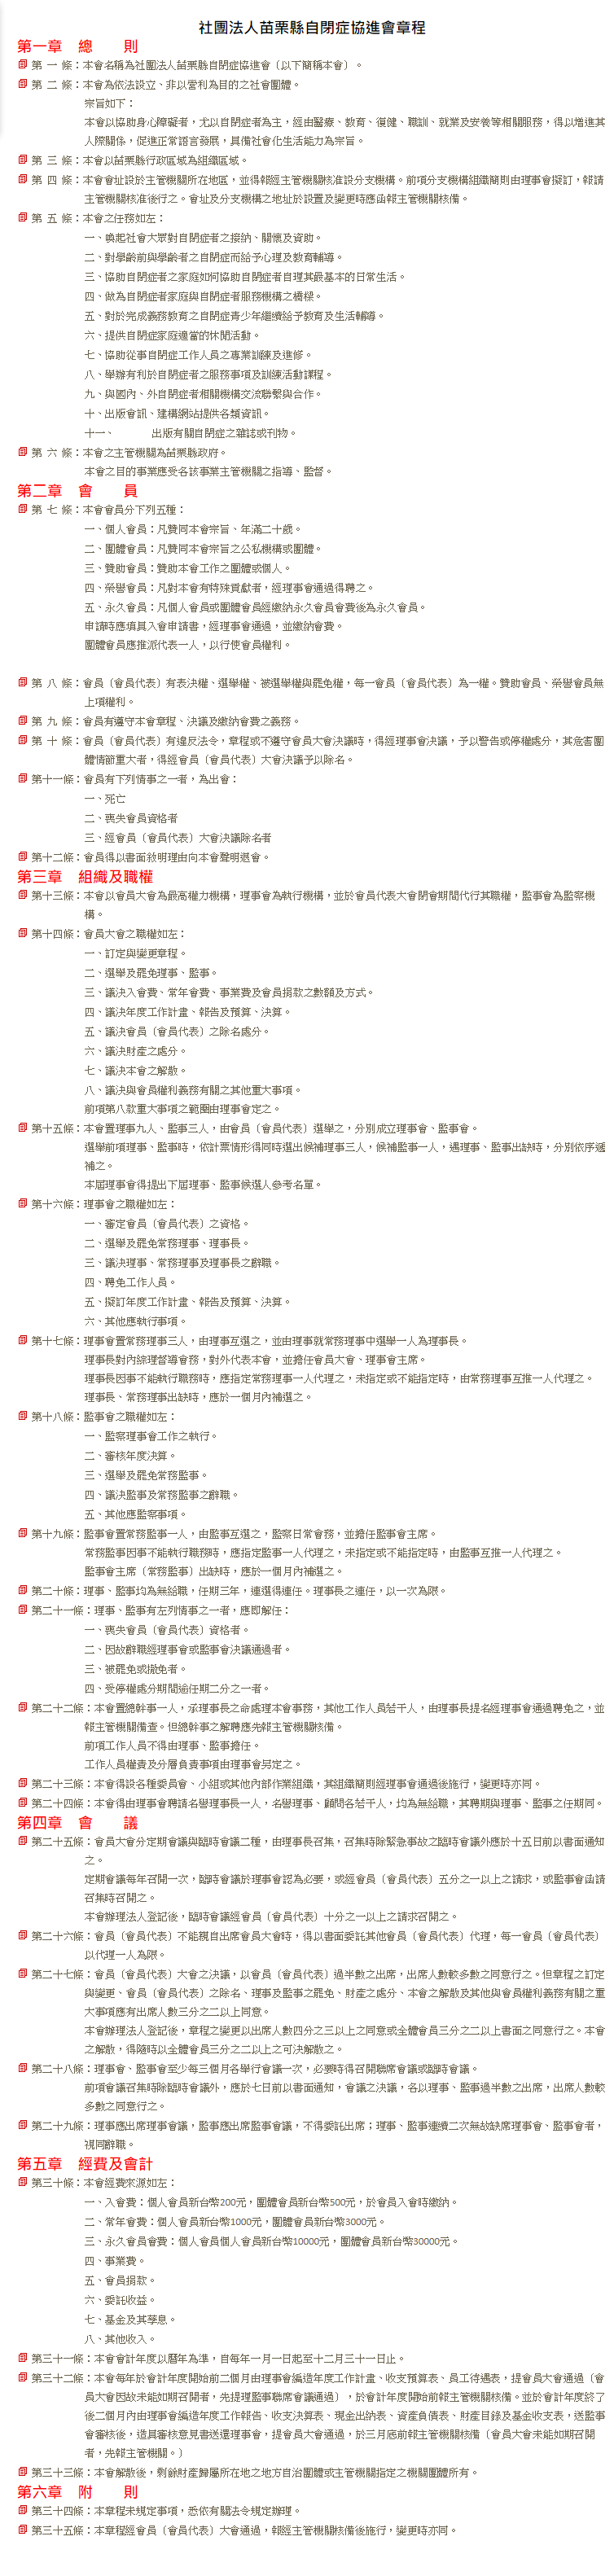 社團法人苗栗縣自閉症協進會章程
第一章　總　　則
第 一 條：本會名稱為社團法人苗栗縣自閉症協進會〔以下簡稱本會〕。
第 二 條：本會為依法設立、非以營利為目的之社會團體。
宗旨如下：
本會以協助身心障礙者，尤以自閉症者為主，經由醫療、教育、復健、職訓、就業及安養等相關服務，得以增進其
人際關係，促進正常語言發展，具備社會化生活能力為宗旨。
第 三 條：本會以苗栗縣行政區域為組織區域。
第 四 條：本會會址設於主管機關所在地區，並得報經主管機關核准設分支機構。前項分支機構組織簡則由理事會擬訂，報請
主管機關核准後行之。會址及分支機構之地址於設置及變更時應函報主管機關核備。
第 五 條：本會之任務如左：
一、喚起社會大眾對自閉症者之接納、關懷及資助。
二、對學齡前與學齡者之自閉症而給予心理及教育輔導。
三、協助自閉症者之家庭如何協助自閉症者自理其最基本的日常生活。
四、做為自閉症者家庭與自閉症者服務機構之橋樑。
五、對於完成義務教育之自閉症青少年繼續給予教育及生活輔導。
六、提供自閉症家庭適當的休閒活動。
七、協助從事自閉症工作人員之專業訓練及進修。
八、舉辦有利於自閉症者之服務事項及訓練活動課程。
九、與國內、外自閉症者相關機構交流聯繫與合作。
十、出版會訊、建構網站提供各類資訊。
十一、　　　出版有關自閉症之雜誌或刊物。
第 六 條：本會之主管機關為苗栗縣政府。
本會之目的事業應受各該事業主管機關之指導、監督。
第二章　會　　員
第 七 條：本會會員分下列五種：
一、個人會員：凡贊同本會宗旨、年滿二十歲。
二、團體會員：凡贊同本會宗旨之公私機構或團體。
三、贊助會員：贊助本會工作之團體或個人。
四、榮譽會員：凡對本會有特殊貢獻者，經理事會通過得聘之。
五、永久會員：凡個人會員或團體會員經繳納永久會員會費後為永久會員。
申請時應填具入會申請書，經理事會通過，並繳納會費。
團體會員應推派代表一人，以行使會員權利。
第 八 條：會員〔會員代表〕有表決權、選舉權、被選舉權與罷免權，每一會員〔會員代表〕為一權。贊助會員、榮譽會員無
上項權利。
第 九 條：會員有遵守本會章程、決議及繳納會費之義務。
第 十 條：會員〔會員代表〕有違反法令，章程或不遵守會員大會決議時，得經理事會決議，予以警告或停權處分，其危害團
體情節重大者，得經會員〔會員代表〕大會決議予以除名。
第十一條：會員有下列情事之一者，為出會：
一、死亡
二、喪失會員資格者
三、經會員〔會員代表〕大會決議除名者
第十二條：會員得以書面敘明理由向本會聲明退會。
第三章　組織及職權
第十三條：本會以會員大會為最高權力機構，理事會為執行機構，並於會員代表大會閉會期間代行其職權，監事會為監察機
構。
第十四條：會員大會之職權如左：
一、訂定與變更章程。
二、選舉及罷免理事、監事。
三、議決入會費、常年會費、事業費及會員捐款之數額及方式。
四、議決年度工作計畫、報告及預算、決算。
五、議決會員〔會員代表〕之除名處分。
六、議決財產之處分。
七、議決本會之解散。
八、議決與會員權利義務有關之其他重大事項。
前項第八款重大事項之範圍由理事會定之。
第十五條：本會置理事九人、監事三人，由會員〔會員代表〕選舉之，分別成立理事會、監事會。
選舉前項理事、監事時，依計票情形得同時選出候補理事三人，候補監事一人，遇理事、監事出缺時，分別依序遞
補之。
本屆理事會得提出下屆理事、監事候選人參考名單。
第十六條：理事會之職權如左：
一、審定會員〔會員代表〕之資格。
二、選舉及罷免常務理事、理事長。
三、議決理事、常務理事及理事長之辭職。
四、聘免工作人員。
五、擬訂年度工作計畫、報告及預算、決算。
六、其他應執行事項。
第十七條：理事會置常務理事三人，由理事互選之，並由理事就常務理事中選舉一人為理事長。
理事長對內綜理督導會務，對外代表本會，並擔任會員大會、理事會主席。
理事長因事不能執行職務時，應指定常務理事一人代理之，未指定或不能指定時，由常務理事互推一人代理之。
理事長、常務理事出缺時，應於一個月內補選之。
第十八條：監事會之職權如左：
一、監察理事會工作之執行。
二、審核年度決算。
三、選舉及罷免常務監事。
四、議決監事及常務監事之辭職。
五、其他應監察事項。
第十九條：監事會置常務監事一人，由監事互選之，監察日常會務，並擔任監事會主席。
常務監事因事不能執行職務時，應指定監事一人代理之，未指定或不能指定時，由監事互推一人代理之。
監事會主席〔常務監事〕出缺時，應於一個月內補選之。
第二十條：理事、監事均為無給職，任期三年，連選得連任。理事長之連任，以一次為限。
第二十一條：理事、監事有左列情事之一者，應即解任：
一、喪失會員〔會員代表〕資格者。
二、因故辭職經理事會或監事會決議通過者。
三、被罷免或撤免者。
四、受停權處分期間逾任期二分之一者。
第二十二條：本會置總幹事一人，承理事長之命處理本會事務，其他工作人員若干人，由理事長提名經理事會通過聘免之，並
報主管機關備查。但總幹事之解聘應先報主管機關核備。
前項工作人員不得由理事、監事擔任。
工作人員權責及分層負責事項由理事會另定之。
第二十三條：本會得設各種委員會、小組或其他內部作業組織，其組織簡則經理事會通過後施行，變更時亦同。
第二十四條：本會得由理事會聘請名譽理事長一人，名譽理事、顧問各若干人，均為無給職，其聘期與理事、監事之任期同。
第四章　會　　議
第二十五條：會員大會分定期會議與臨時會議二種，由理事長召集，召集時除緊急事故之臨時會議外應於十五日前以書面通知
之。
定期會議每年召開一次，臨時會議於理事會認為必要，或經會員〔會員代表〕五分之一以上之請求，或監事會函請
召集時召開之。
本會辦理法人登記後，臨時會議經會員〔會員代表〕十分之一以上之請求召開之。
第二十六條：會員〔會員代表〕不能親自出席會員大會時，得以書面委託其他會員〔會員代表〕代理，每一會員〔會員代表〕
以代理一人為限。
第二十七條：會員〔會員代表〕大會之決議，以會員〔會員代表〕過半數之出席，出席人數較多數之同意行之。但章程之訂定
與變更、會員〔會員代表〕之除名、理事及監事之罷免、財產之處分、本會之解散及其他與會員權利義務有關之重
大事項應有出席人數三分之二以上同意。
本會辦理法人登記後，章程之變更以出席人數四分之三以上之同意或全體會員三分之二以上書面之同意行之。本會
之解散，得隨時以全體會員三分之二以上之可決解散之。
第二十八條：理事會、監事會至少每三個月各舉行會議一次，必要時得召開聯席會議或臨時會議。
前項會議召集時除臨時會議外，應於七日前以書面通知，會議之決議，各以理事、監事過半數之出席，出席人數較
多數之同意行之。
第二十九條：理事應出席理事會議，監事應出席監事會議，不得委託出席；理事、監事連續二次無故缺席理事會、監事會者，
視同辭職。
第五章　經費及會計
第三十條：本會經費來源如左：
一、入會費：個人會員新台幣200元，團體會員新台幣500元，於會員入會時繳納。
二、常年會費：個人會員新台幣1000元，團體會員新台幣3000元。
三、永久會員會費：個人會員個人會員新台幣10000元，團體會員新台幣30000元。
四、事業費。
五、會員捐款。
六、委託收益。
七、基金及其孳息。
八、其他收入。
第三十一條：本會會計年度以曆年為準，自每年一月一日起至十二月三十一日止。
第三十二條：本會每年於會計年度開始前二個月由理事會編造年度工作計畫、收支預算表、員工待遇表，提會員大會通過〔會
員大會因故未能如期召開者，先提理監事聯席會議通過〕，於會計年度開始前報主管機關核備。並於會計年度終了
後二個月內由理事會編造年度工作報告、收支決算表、現金出納表、資產負債表、財產目錄及基金收支表，送監事
會審核後，造具審核意見書送還理事會，提會員大會通過，於三月底前報主管機關核備〔會員大會未能如期召開
者，先報主管機關。〕
第三十三條：本會解散後，剩餘財產歸屬所在地之地方自治團體或主管機關指定之機關團體所有。
第六章　附　　則
第三十四條：本章程未規定事項，悉依有關法令規定辦理。
第三十五條：本章程經會員〔會員代表〕大會通過，報經主管機關核備後施行，變更時亦同。